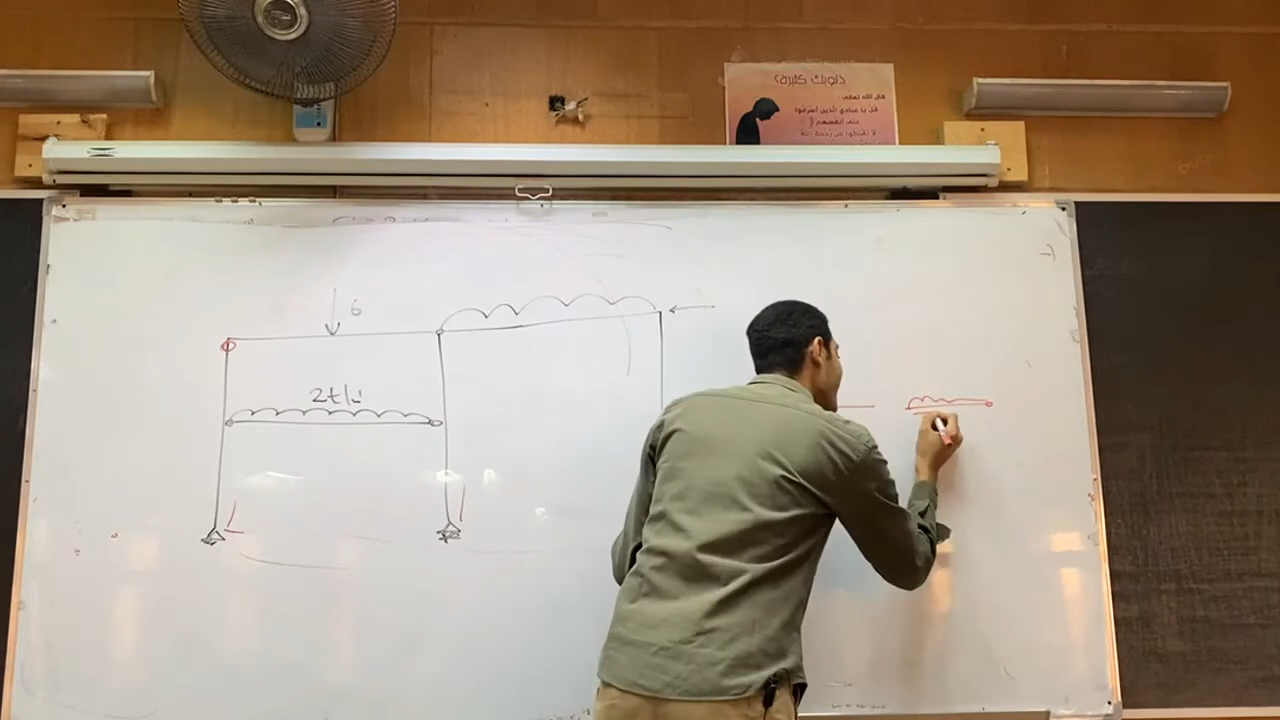 ذنوبك كثيرة؟
قال الله تعالى :
قل يا عبادي الذين أسرفوا
على أنفسهم
لا تقنطوا من رحمة الله
6
2t/